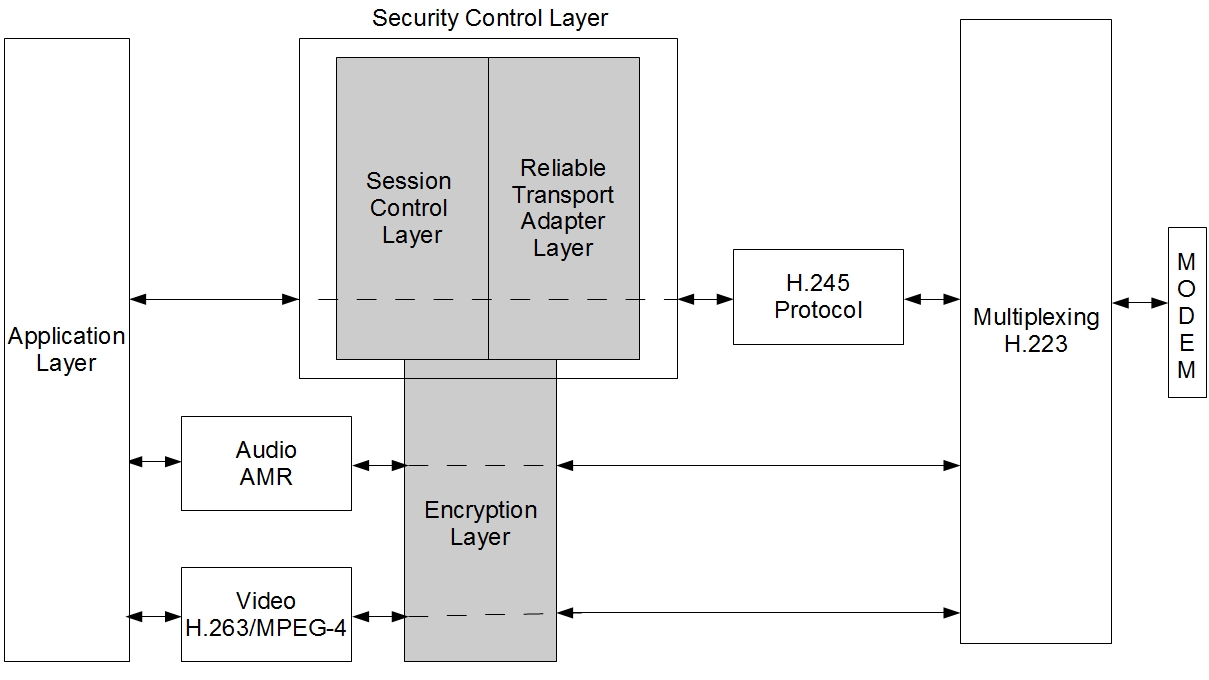 Security Control Layer
Session
Control
Layer
Reliable
Transport
Adapter
Layer
H.245
Protocol
Multiplexing
H.223
M
O
D
E
M
Application
Layer
Audio
AMR
Encryption
Layer
Video
H.263/MPEG-4